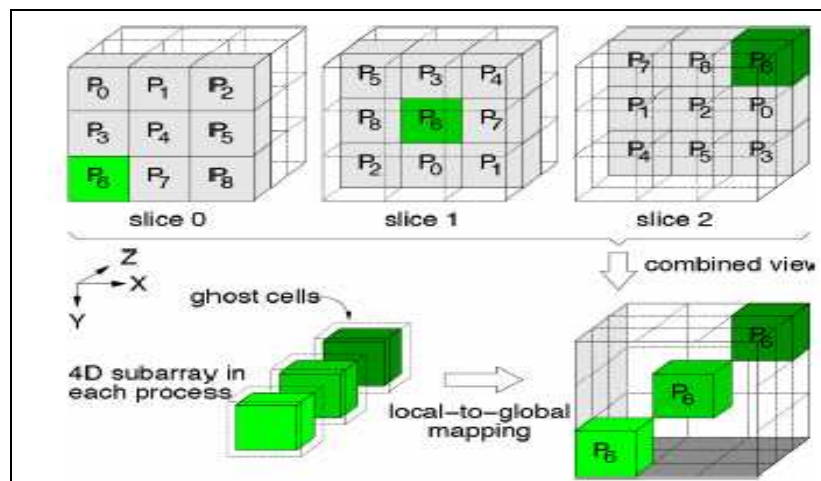 P0 P1 P2
P3 P4 P5
P6 P7 P8
slice 0
P5 P3 P4
P8 P6 P7
P2 P0 P1
slice 1
P7 P8 P6
P1 P2 P0
P4 P5 P3
slice 2
Z
X
Y
ghost cells
4D subarray in
each process
local-to-global
mapping
combined view
P6
P6
P6